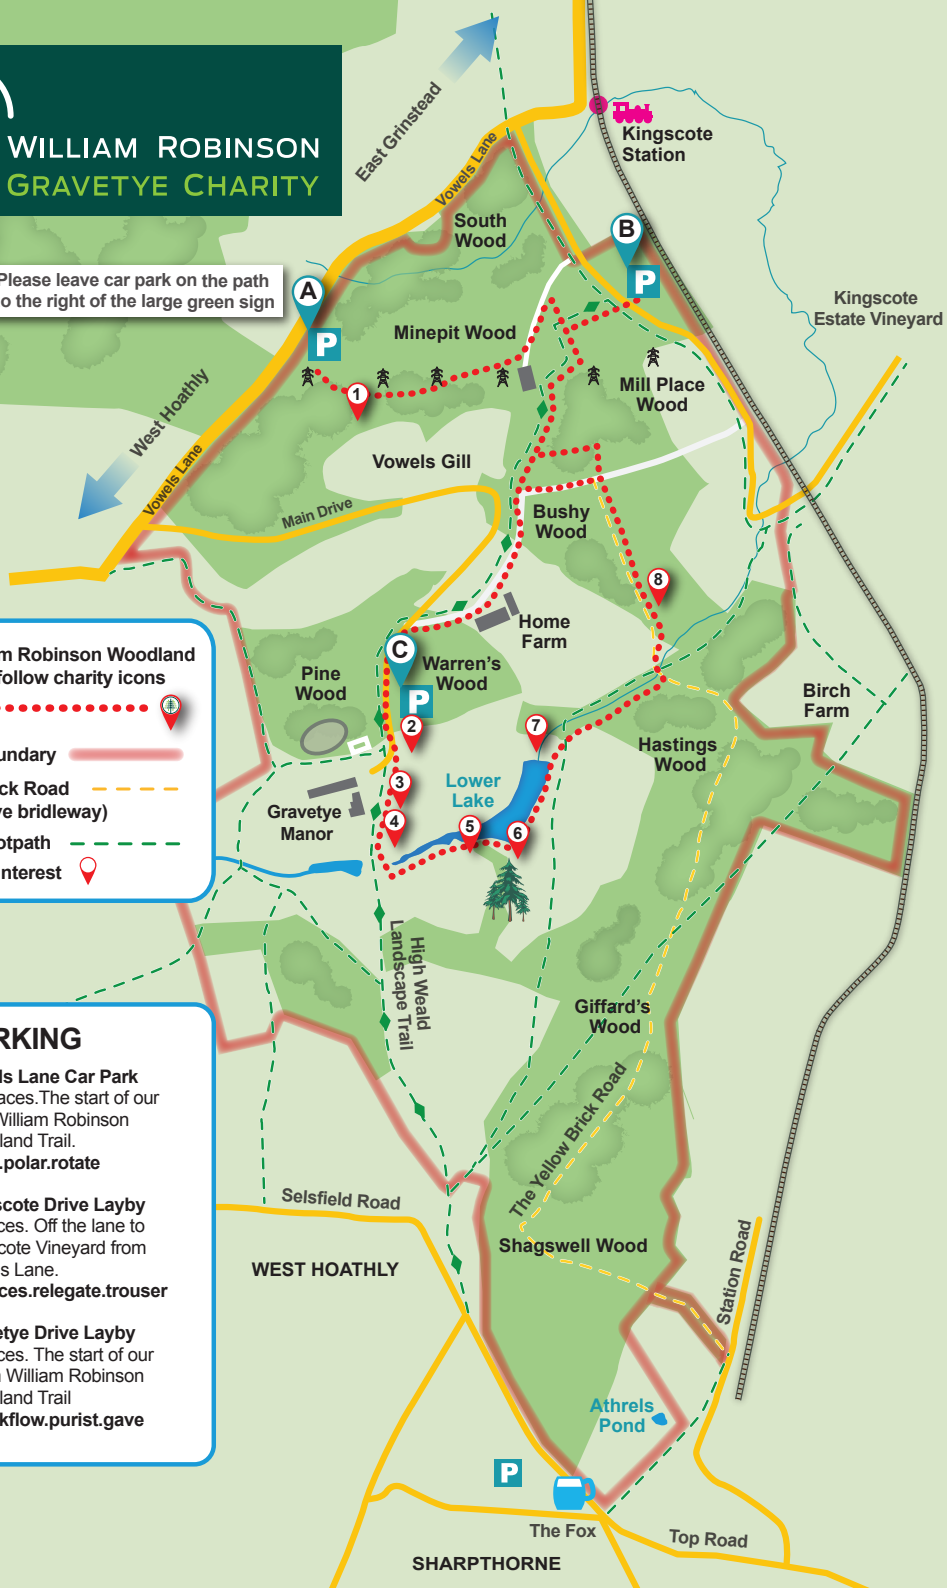 WILLIAM ROBINSON
GRAVETYE CHARITY
Please leave car park on the path
o the right of the large green sign
East Grinstead
Vowels Lane
Kingscote
Station
South
Wood
B
P
A
P
Kingscote
Estate Vineyard
Minepit Wood
Mill Place
Wood
1
West Hoathly
Vowels Lane
Vowels Gill
Main Drive
Bushy
Wood
8
Home
Farm
C
P
Warren's
Wood
Pine
Wood
m Robinson Woodland
follow charity icons
undary
ck Road
ve bridleway)
otpath
nterest
Birch
Farm
2
7
Hastings
Wood
3
Lower
Lake
Gravetye
Manor
4
5
6
High Weald
Landscape Trail
Giffard's
Wood
The Yellow Brick Road
RKING
ls Lane Car Park
aces.The start of our
William Robinson
land Trail.
.polar.rotate
scote Drive Layby
ces. Off the lane to
cote Vineyard from
s Lane.
ces.relegate.trouser
etye Drive Layby
ces. The start of our
n William Robinson
land Trail
kflow.purist.gave
Selsfield Road
WEST HOATHLY
Shagswell Wood
Station Road
Athrels
Pond
P
The Fox
Top Road
SHARPTHORNE